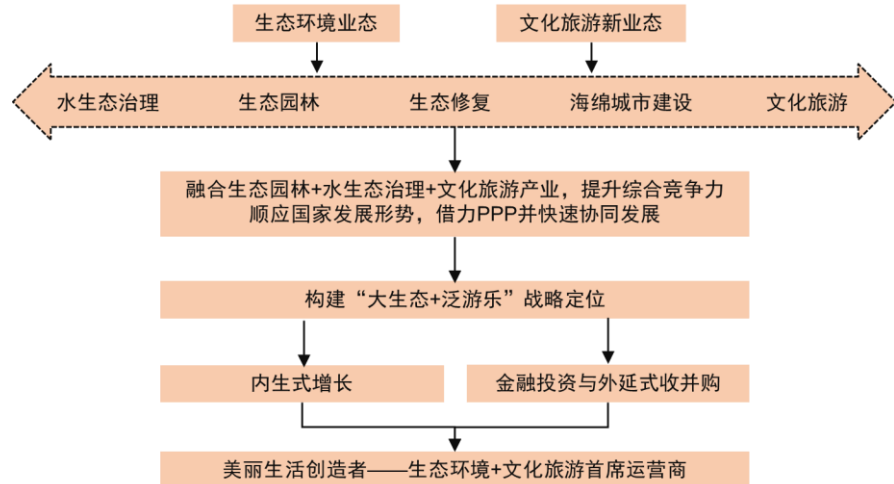 生态环境业态
文化旅游新业态
水生态治理
生态园林
生态修复
海绵城市建设
文化旅游
融合生态园林+水生态治理+文化旅游产业，提升综合竞争力
顺应国家发展形势，借力PPP并快速协同发展
构建“大生态+泛游乐”战略定位
内生式增长
金融投资与外延式收并购
美丽生活创造者——生态环境+文化旅游首席运营商